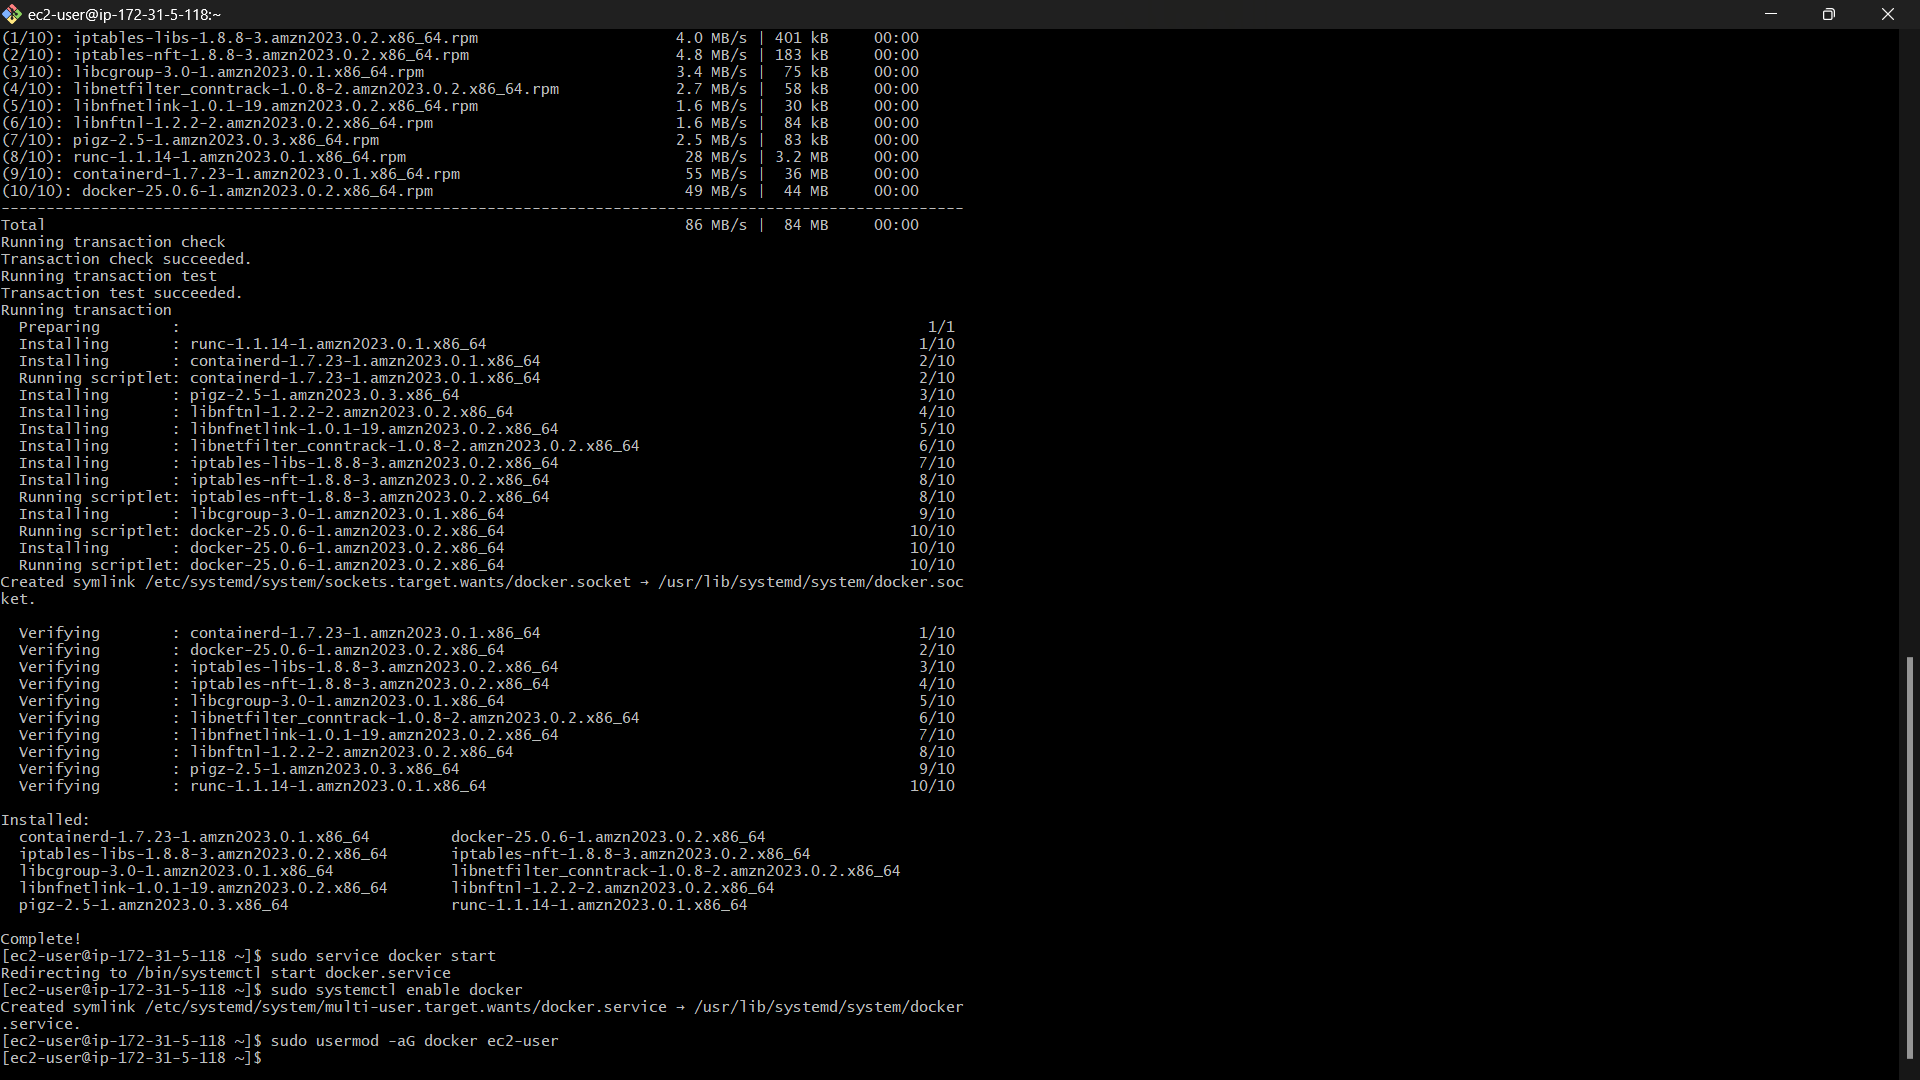 ec2-user@ip-172-31-5-118:~
(1/10): iptables-libs-1.8.8-3.amzn2023.0.2.x86_64.rpm 4.0 MB/s | 401 kB 00:00
(2/10): iptables-nft-1.8.8-3.amzn2023.0.2.x86_64.rpm 4.8 MB/s | 183 kB 00:00
(3/10): libcgroup-3.0-1.amzn2023.0.1.x86_64.rpm 3.4 MB/s | 75 kB 00:00
(4/10): libnetfilter_conntrack-1.0.8-2.amzn2023.0.2.x86_64.rpm 2.7 MB/s | 58 kB 00:00
(5/10): libnfnetlink-1.0.1-19.amzn2023.0.2.x86_64.rpm 1.6 MB/s | 30 kB 00:00
(6/10): libnftnl-1.2.2-2.amzn2023.0.2.x86_64.rpm 1.6 MB/s | 84 kB 00:00
(7/10): pigz-2.5-1.amzn2023.0.3.x86_64.rpm 2.5 MB/s | 83 kB 00:00
(8/10): runc-1.1.14-1.amzn2023.0.1.x86_64.rpm 28 MB/s | 3.2 MB 00:00
(9/10): containerd-1.7.23-1.amzn2023.0.1.x86_64.rpm 55 MB/s | 36 MB 00:00
(10/10): docker-25.0.6-1.amzn2023.0.2.x86_64.rpm 49 MB/s | 44 MB 00:00
-----------------------------------------------------------------------------------------------------------
Total 86 MB/s | 84 MB 00:00
Running transaction check
Transaction check succeeded.
Running transaction test
Transaction test succeeded.
Running transaction
Preparing : 1/1
Installing : runc-1.1.14-1.amzn2023.0.1.x86_64 1/10
Installing : containerd-1.7.23-1.amzn2023.0.1.x86_64 2/10
Running scriptlet: containerd-1.7.23-1.amzn2023.0.1.x86_64 2/10
Installing : pigz-2.5-1.amzn2023.0.3.x86_64 3/10
Installing : libnftnl-1.2.2-2.amzn2023.0.2.x86_64 4/10
Installing : libnfnetlink-1.0.1-19.amzn2023.0.2.x86_64 5/10
Installing : libnetfilter_conntrack-1.0.8-2.amzn2023.0.2.x86_64 6/10
Installing : iptables-libs-1.8.8-3.amzn2023.0.2.x86_64 7/10
Installing : iptables-nft-1.8.8-3.amzn2023.0.2.x86_64 8/10
Running scriptlet: iptables-nft-1.8.8-3.amzn2023.0.2.x86_64 8/10
Installing : libcgroup-3.0-1.amzn2023.0.1.x86_64 9/10
Running scriptlet: docker-25.0.6-1.amzn2023.0.2.x86_64 10/10
Installing : docker-25.0.6-1.amzn2023.0.2.x86_64 10/10
Running scriptlet: docker-25.0.6-1.amzn2023.0.2.x86_64 10/10
Created symlink /etc/systemd/system/sockets.target.wants/docker.socket → /usr/lib/systemd/system/docker.soc
ket.
Verifying : containerd-1.7.23-1.amzn2023.0.1.x86_64 1/10
Verifying : docker-25.0.6-1.amzn2023.0.2.x86_64 2/10
Verifying : iptables-libs-1.8.8-3.amzn2023.0.2.x86_64 3/10
Verifying : iptables-nft-1.8.8-3.amzn2023.0.2.x86_64 4/10
Verifying : libcgroup-3.0-1.amzn2023.0.1.x86_64 5/10
Verifying : libnetfilter_conntrack-1.0.8-2.amzn2023.0.2.x86_64 6/10
Verifying : libnfnetlink-1.0.1-19.amzn2023.0.2.x86_64 7/10
Verifying : libnftnl-1.2.2-2.amzn2023.0.2.x86_64 8/10
Verifying : pigz-2.5-1.amzn2023.0.3.x86_64 9/10
Verifying : runc-1.1.14-1.amzn2023.0.1.x86_64 10/10
Installed:
containerd-1.7.23-1.amzn2023.0.1.x86_64 docker-25.0.6-1.amzn2023.0.2.x86_64
iptables-libs-1.8.8-3.amzn2023.0.2.x86_64 iptables-nft-1.8.8-3.amzn2023.0.2.x86_64
libcgroup-3.0-1.amzn2023.0.1.x86_64 libnetfilter_conntrack-1.0.8-2.amzn2023.0.2.x86_64
libnfnetlink-1.0.1-19.amzn2023.0.2.x86_64 libnftnl-1.2.2-2.amzn2023.0.2.x86_64
pigz-2.5-1.amzn2023.0.3.x86_64 runc-1.1.14-1.amzn2023.0.1.x86_64
Complete!
[ec2-user@ip-172-31-5-118 ~]$ sudo service docker start
Redirecting to /bin/systemctl start docker.service
[ec2-user@ip-172-31-5-118 ~]$ sudo systemctl enable docker
Created symlink /etc/systemd/system/multi-user.target.wants/docker.service → /usr/lib/systemd/system/docker
.service.
[ec2-user@ip-172-31-5-118 ~]$ sudo usermod -aG docker ec2-user
[ec2-user@ip-172-31-5-118 ~]$